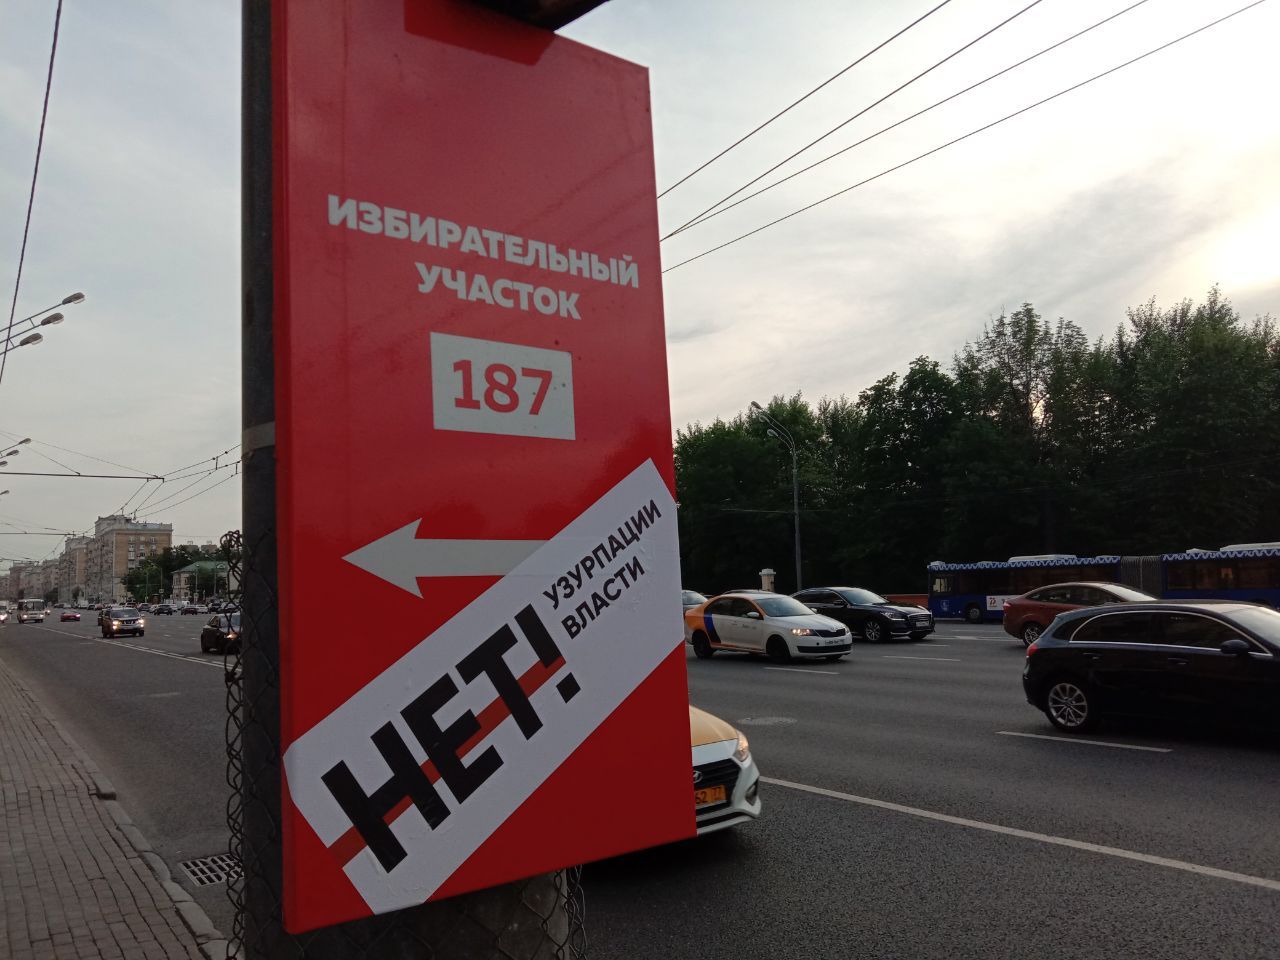 ИЗБИРАТЕЛЬНЫЙ
УЧАСТОК
187
НЕТ!
УЗУРПАЦИИ
ВЛАСТИ